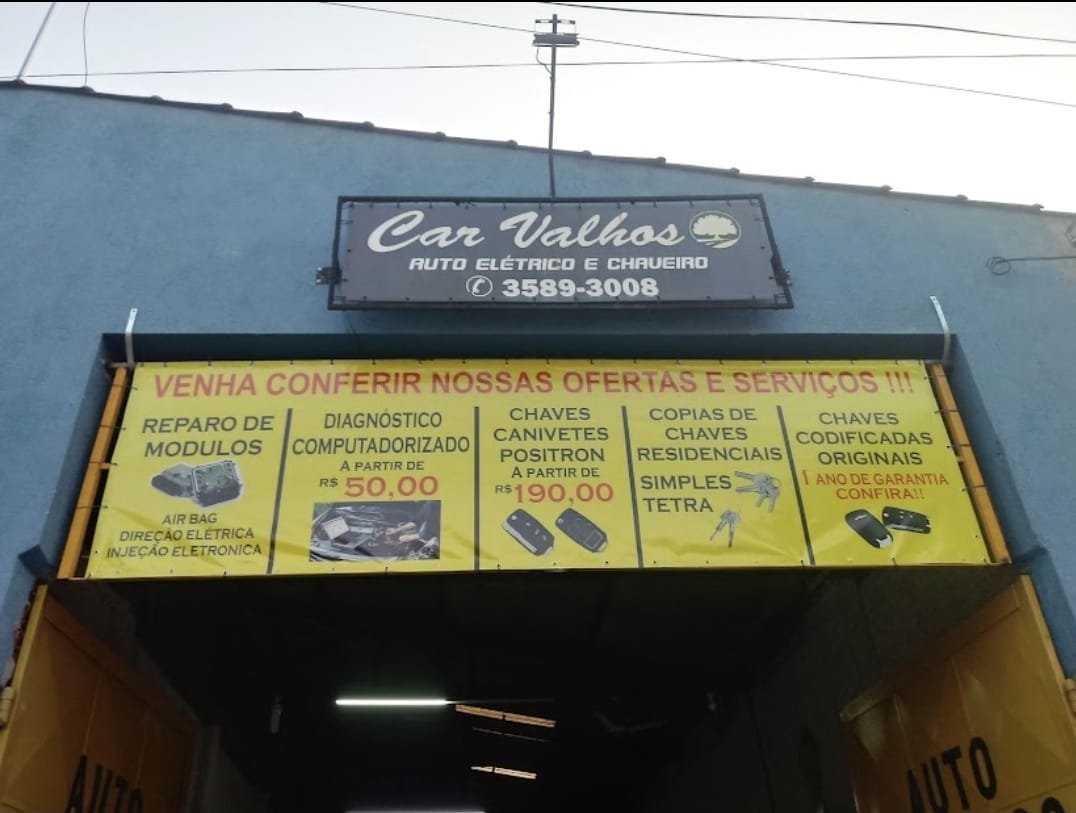 Car Valhos
AUTO ELÉTRICO E CHAVEIRO
3589-3008
VENHA CONFERIR NOSSAS OFERTAS E SERVIÇOS !!!
REPARO DE
MODULOS
AIR BAG
DIREÇÃO ELÉTRICA
INJEÇÃO ELETRONICA
DIAGNÓSTICO
COMPUTADORIZADO
A PARTIR DE
R$ 50,00
CHAVES
CANIVETES
POSITRON
A PARTIR DE
R$ 190,00
COPIAS DE
CHAVES
RESIDENCIAIS
SIMPLES
TETRA
CHAVES
CODIFICADAS
ORIGINAIS
1 ANO DE GARANTIA
CONFIRA!!
AUTO
AUTO